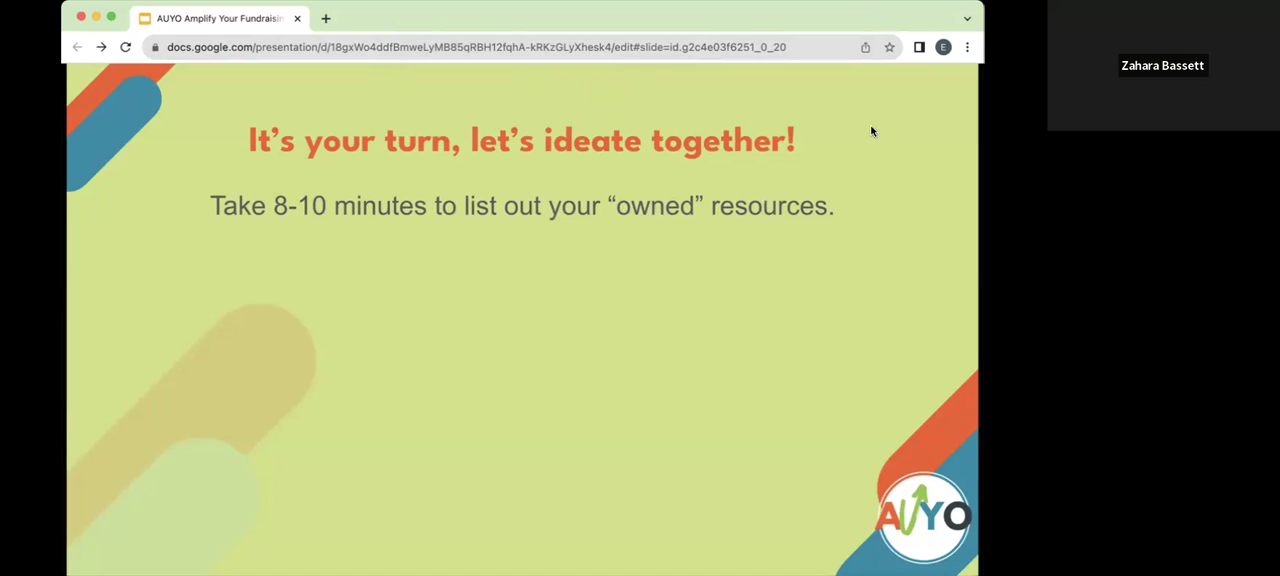 AUYO Amplify Your Fundraisin
docs.google.com/presentation/d/18gxWo4ddfBmweLyMB85qRBH12fqhA-kRKzGLyXhesk4/edit#slide=id.g2c4e03f6251_0_20
E
Zahara Bassett
It's your turn, let's ideate together!
Take 8-10 minutes to list out your “owned” resources.
AUYO